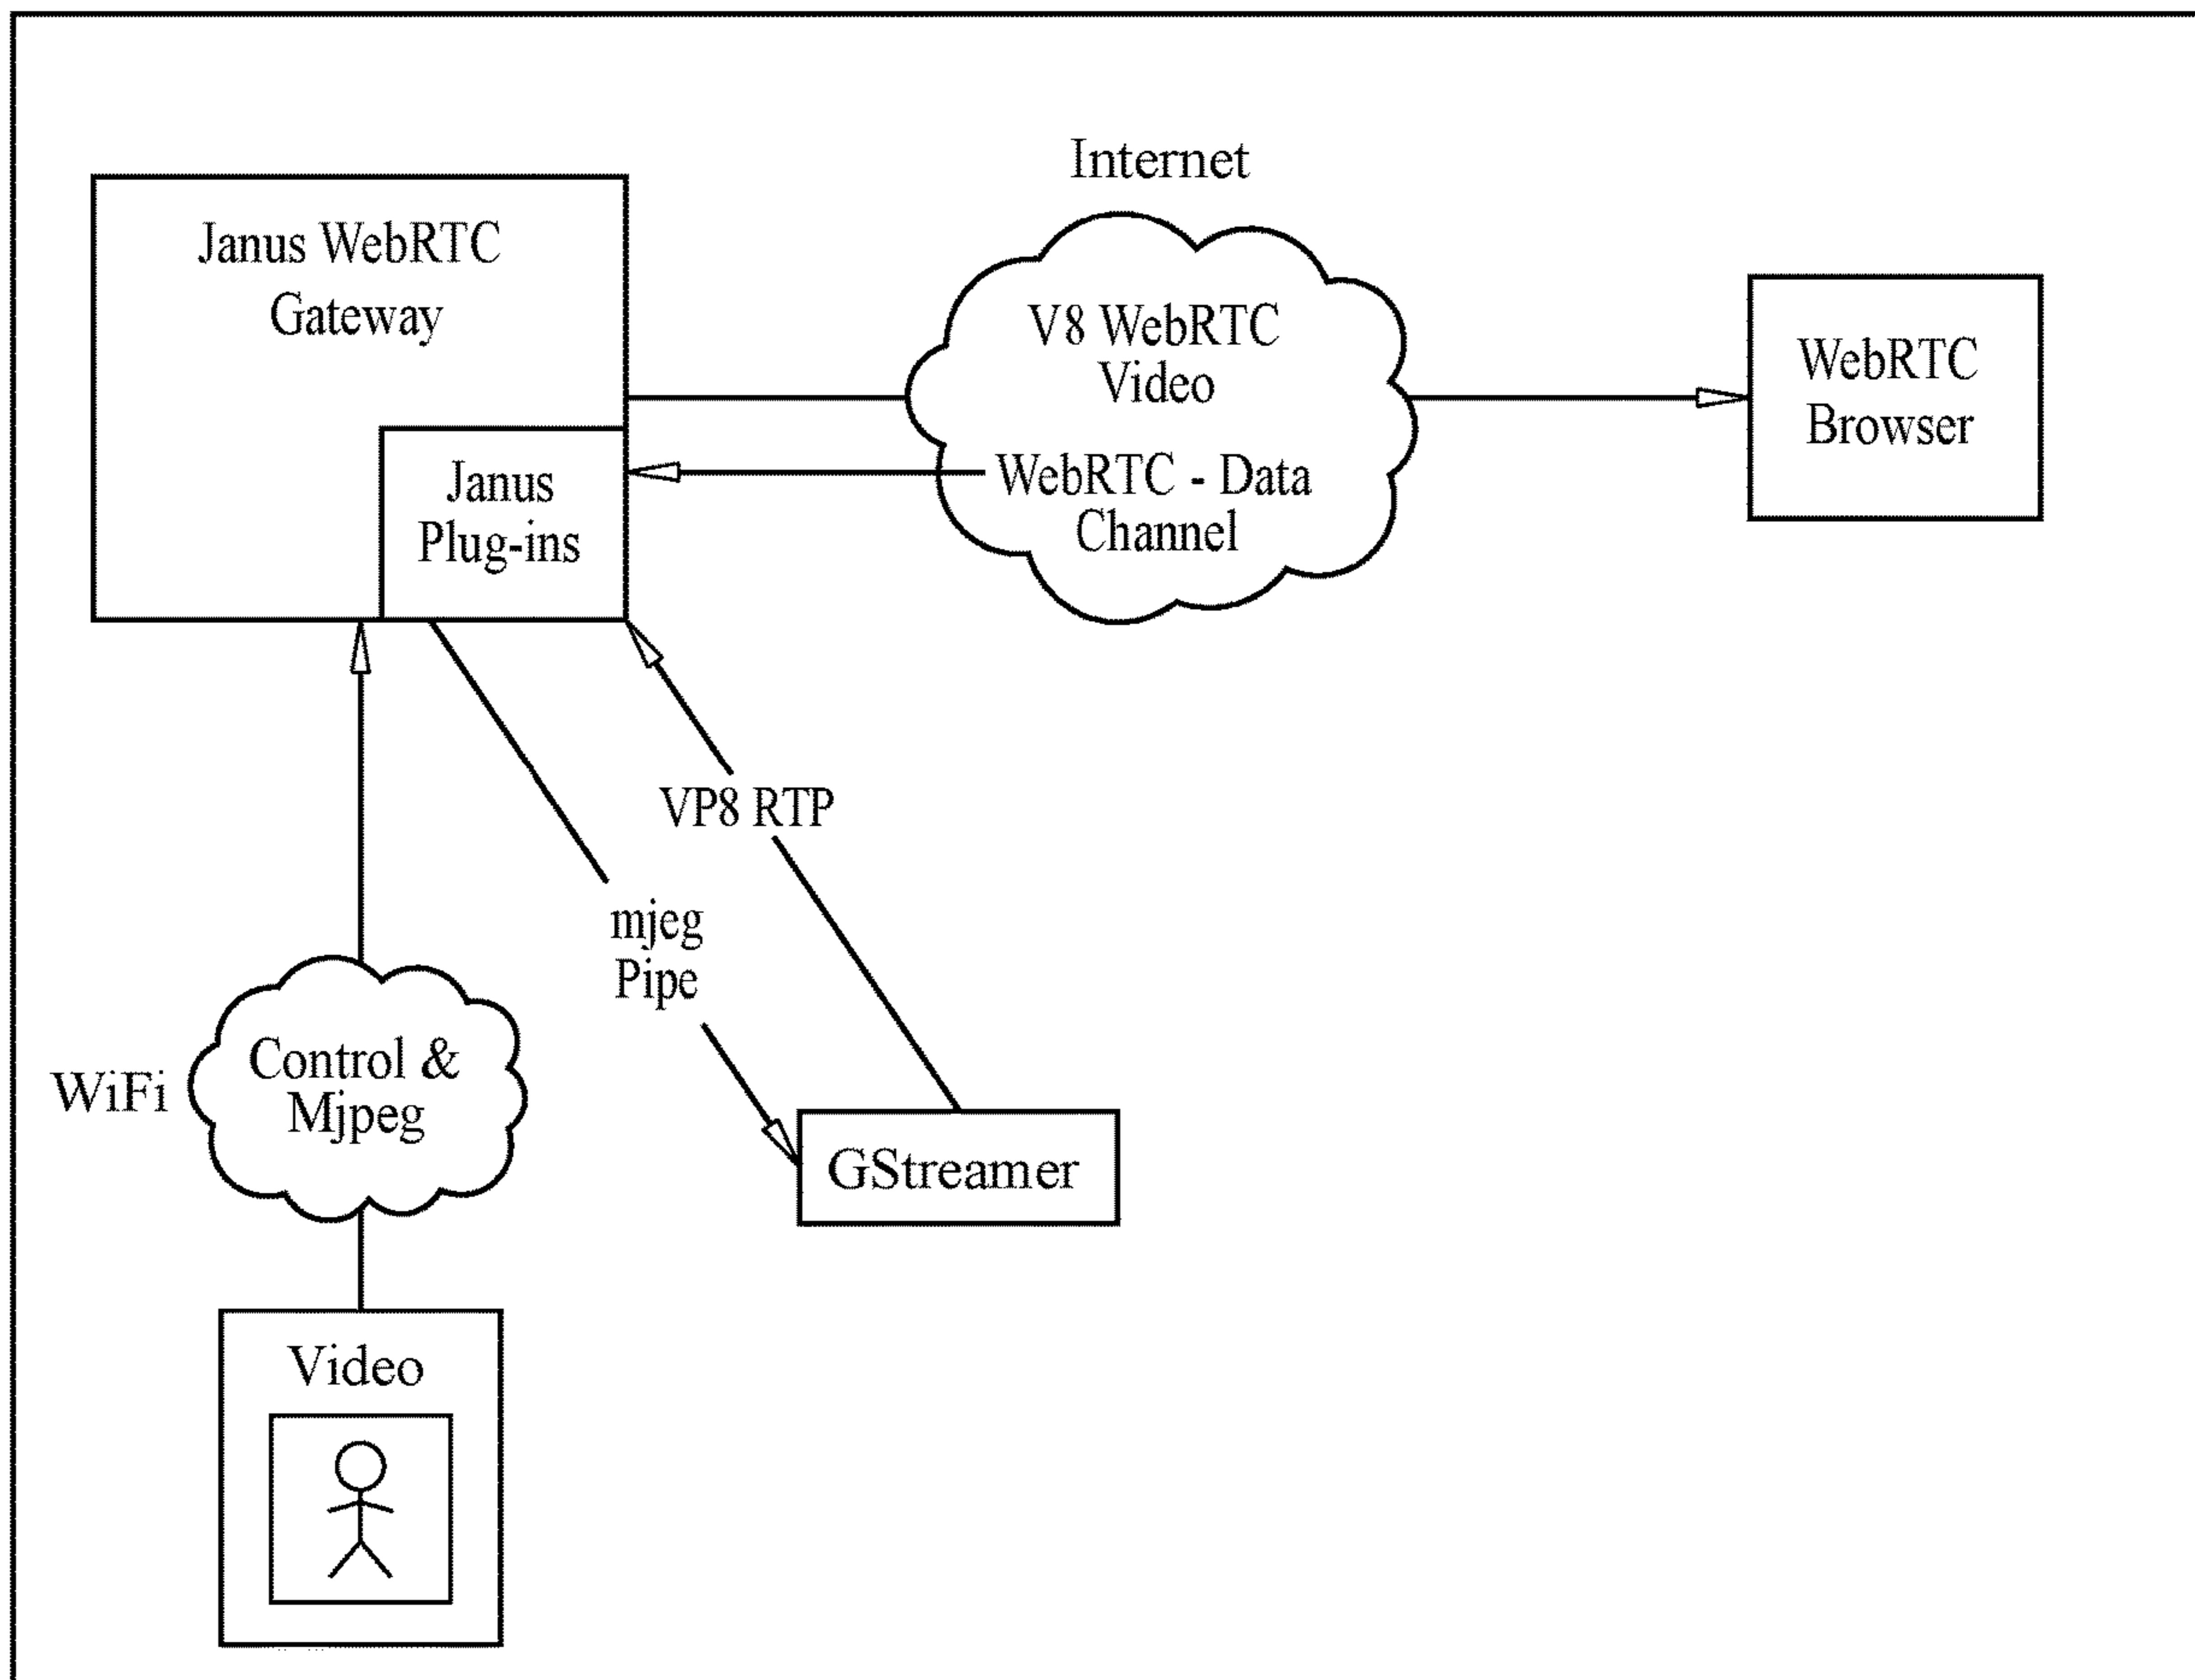 Internet
Janus WebRTC
Gateway
Janus
Plug-ins
V8 WebRTC
Video
WebRTC - Data
Channel
WebRTC
Browser
VP8 RTP
mjeg
Pipe
WiFi
Control &
Mjpeg
GStreamer
Video